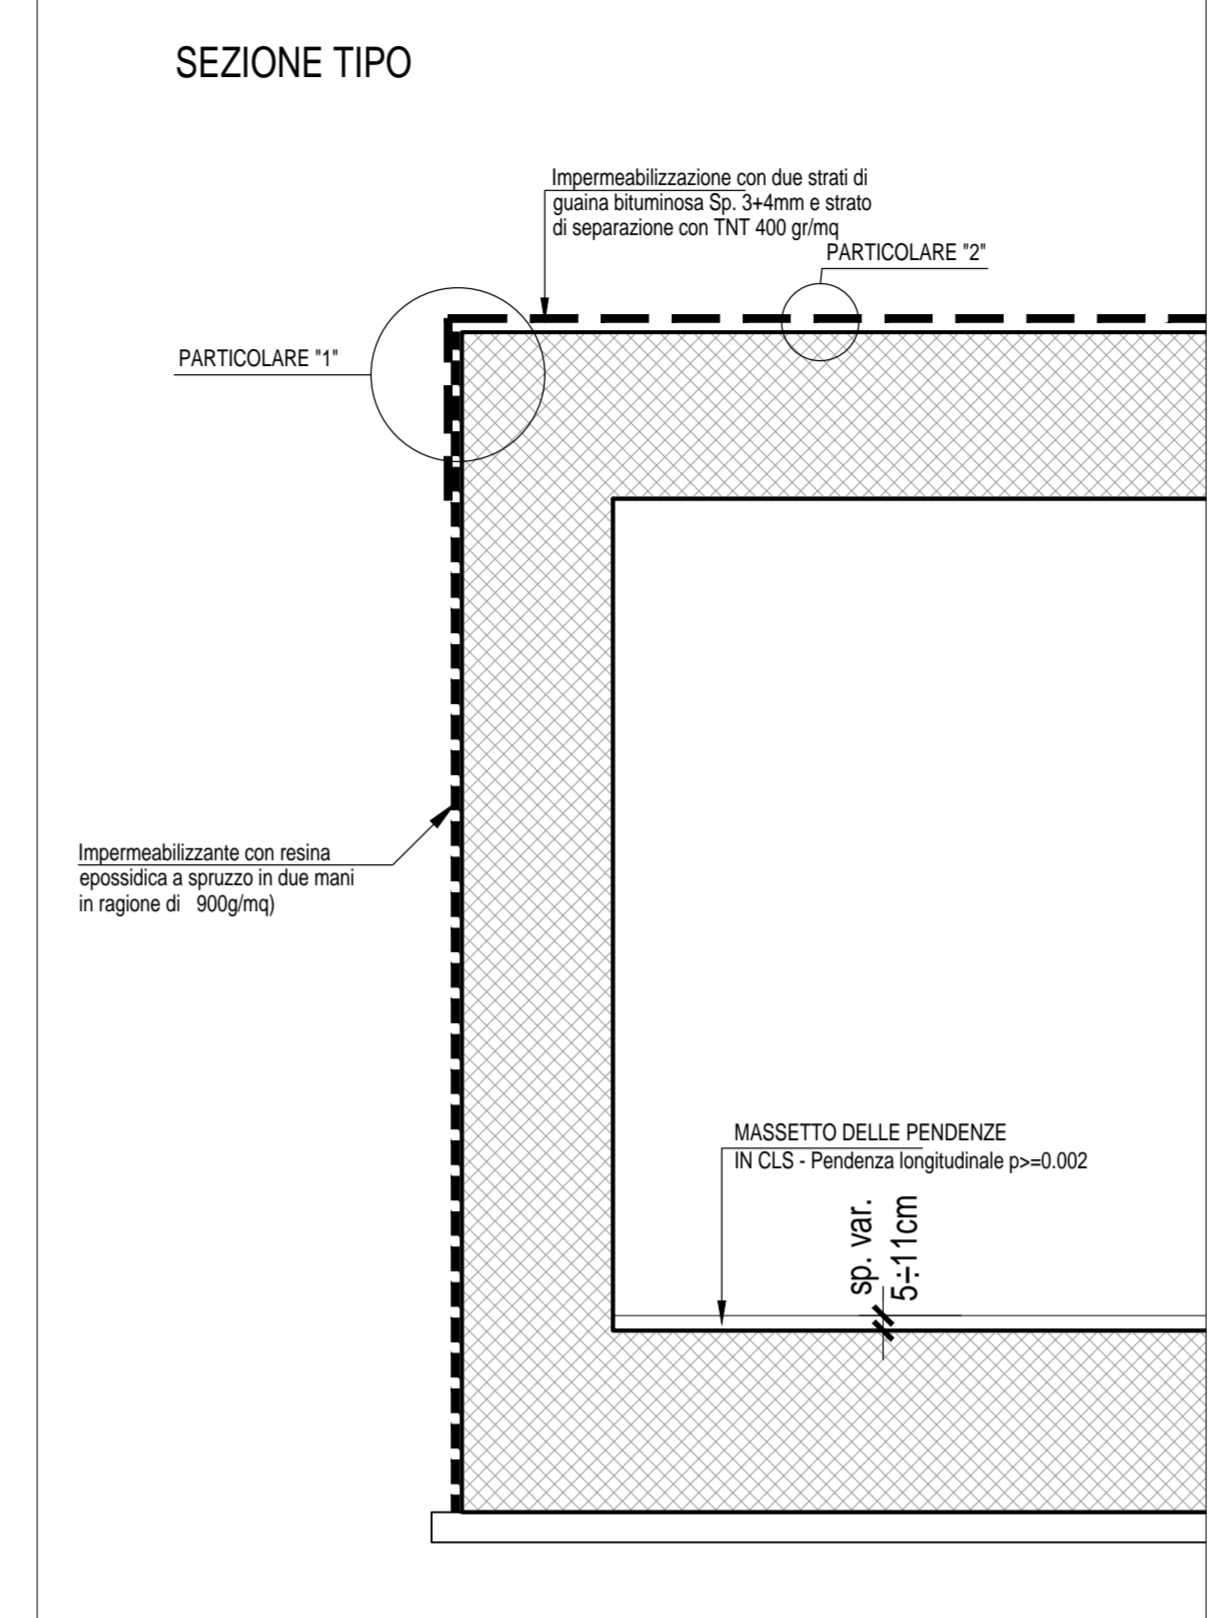 SEZIONE TIPO
Impermeabilizzazione con due strati di
guaina bituminosa Sp. 3+4mm e strato
di separazione con TNT 400 gr/mq
PARTICOLARE "2"
PARTICOLARE "1"
Impermeabilizzante con resina
epossidica a spruzzo in due mani
in ragione di 900g/mq)
MASSETTO DELLE PENDENZE
IN CLS - Pendenza longitudinale p>=0.002
sp. var.
5÷11cm